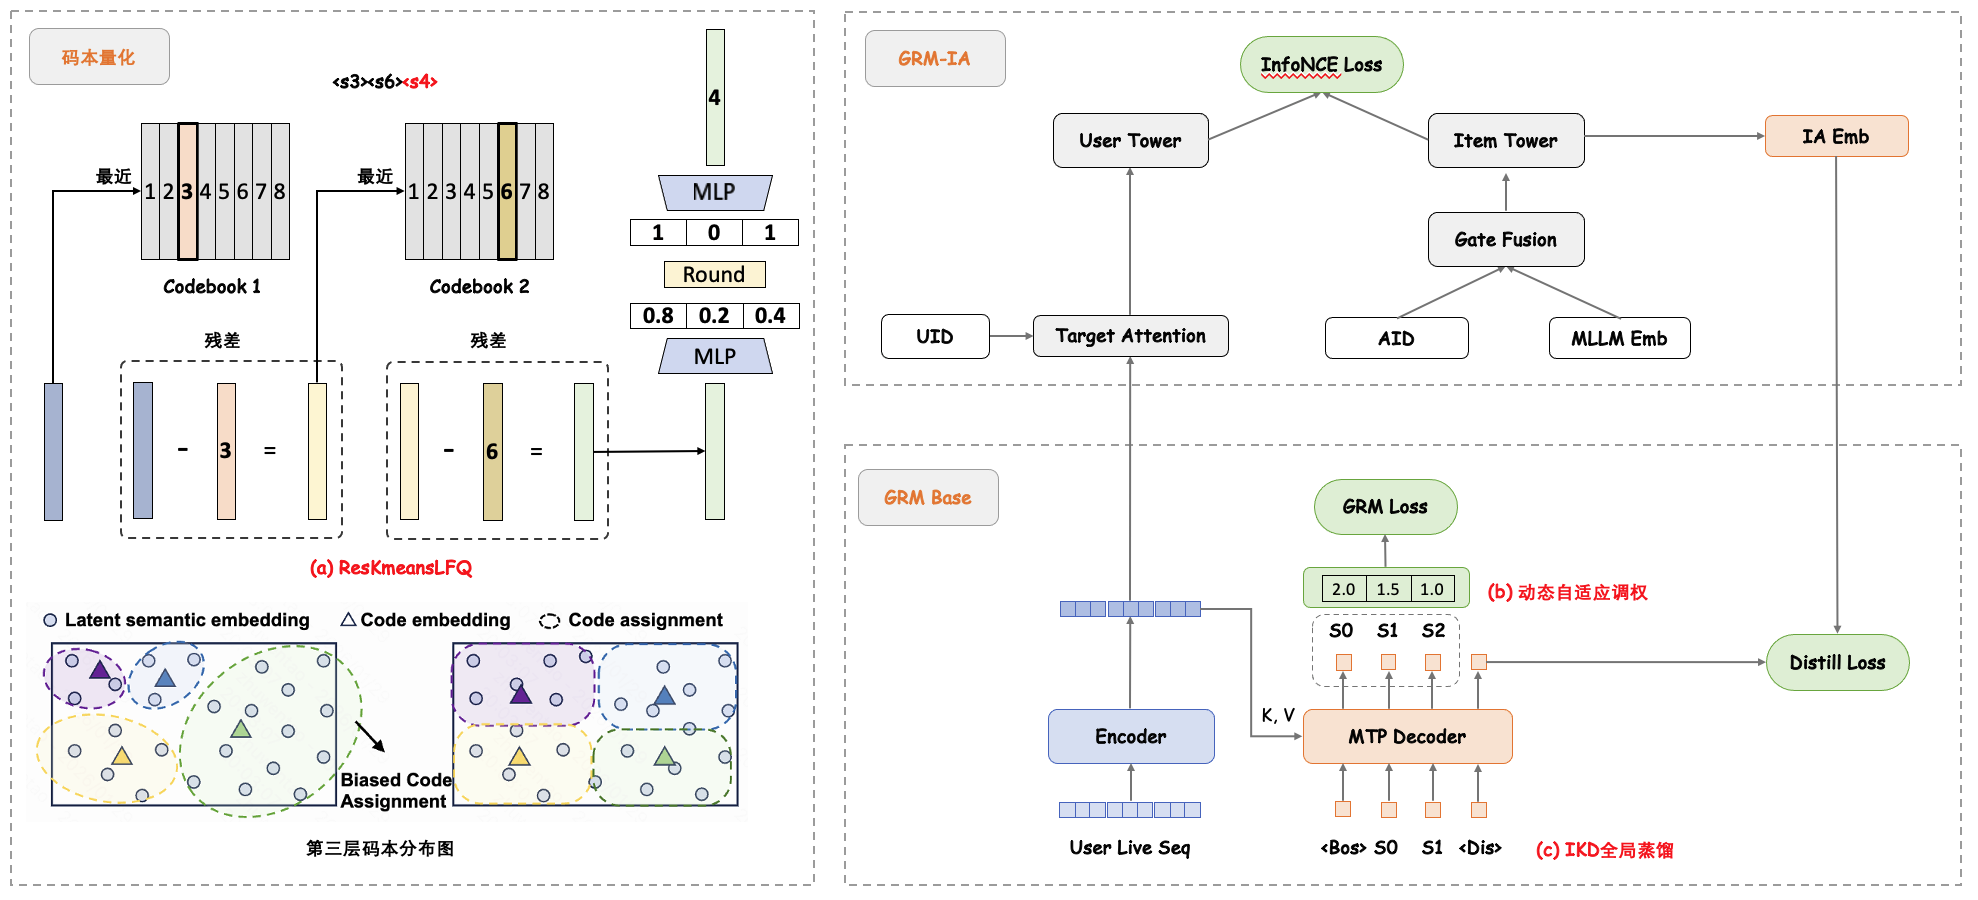 码本量化
<s3><s6><s4>
最近
1 2 3 4 5 6 7 8
Codebook 1
最近
1 2 3 4 5 6 7 8
Codebook 2
4
MLP
1 0 1
Round
0.8 0.2 0.4
MLP
残差
- 3 =
残差
- 6 =
(a) ResKmeansLFQ
Latent semantic embedding
Code embedding
Code assignment
Biased Code
Assignment
第三层码本分布图
GRM-IA
InfoNCE Loss
User Tower
Item Tower
IA Emb
Gate Fusion
UID
Target Attention
AID
MLLM Emb
GRM Base
GRM Loss
2.0 1.5 1.0
(b) 动态自适应调权
S0 S1 S2
Distill Loss
K, V
Encoder
MTP Decoder
User Live Seq
<Bos> S0 S1 <Dis>
(c) IKD全局蒸馏